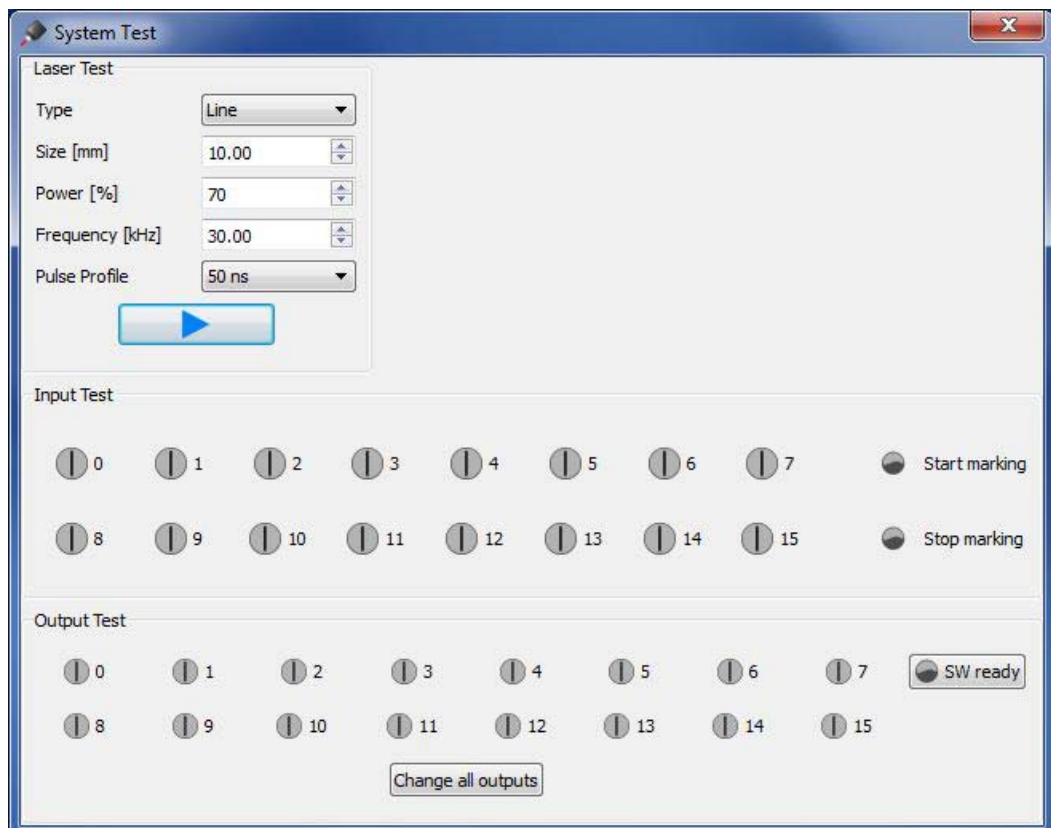 System Test
Laser Test
Type Line
Size [mm] 10.00
Power [%] 70
Frequency [kHz] 30.00
Pulse Profile 50 ns
Input Test
0 1 2 3 4 5 6 7 Start marking
8 9 10 11 12 13 14 15 Stop marking
Output Test
0 1 2 3 4 5 6 7 SW ready
8 9 10 11 12 13 14 15
Change all outputs